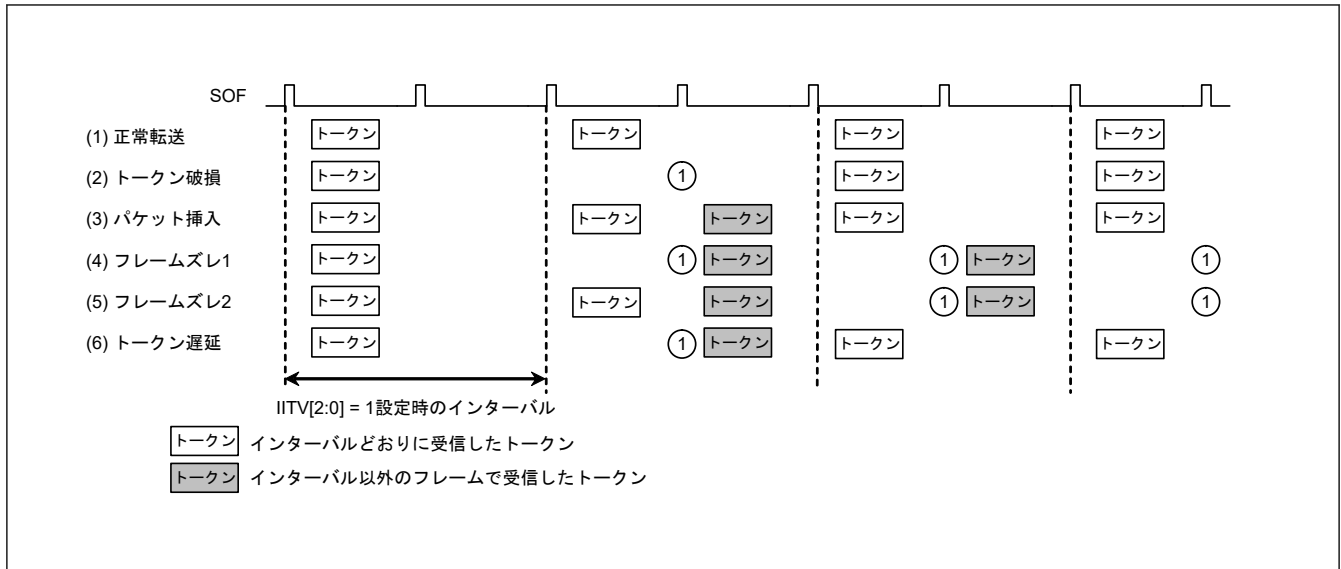 SOF
(1) 正常転送 トークン トークン トークン トークン
(2) トークン破損 トークン 1 トークン トークン
(3) パケット挿入 トークン トークン トークン トークン トークン
(4) フレームズレ1 トークン 1 トークン 1 トークン 1
(5) フレームズレ2 トークン トークン トークン 1 トークン 1
(6) トークン遅延 トークン 1 トークン トークン トークン
IITV[2:0] = 1設定時のインターバル
トークン インターバルどおりに受信したトークン
トークン インターバル以外のフレームで受信したトークン